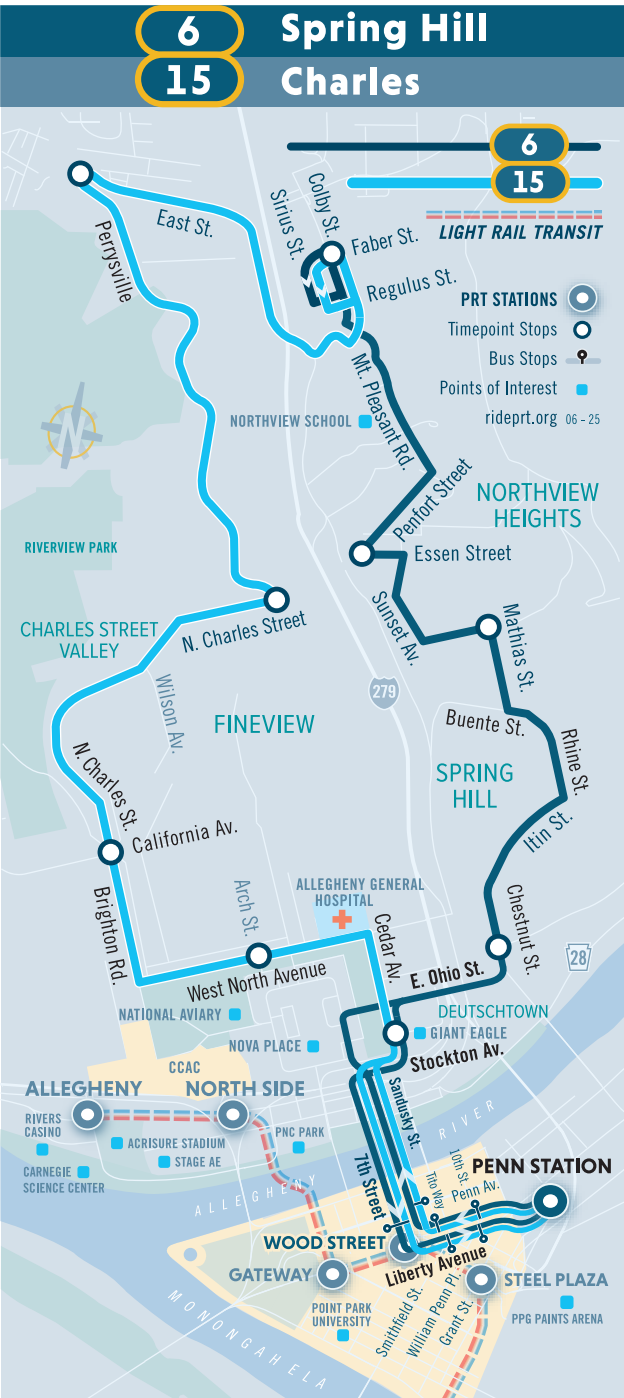 6 Spring Hill
15 Charles
6
15
LIGHT RAIL TRANSIT
PRT STATIONS
Timepoint Stops
Bus Stops
Points of Interest
rideprt.org 06 - 25
East St.
Perrysville
Sirius St.
Colby St.
Faber St.
Regulus St.
Mt. Pleasant Rd.
NORTHVIEW SCHOOL
N
Penfort Street
NORTHVIEW
HEIGHTS
RIVERVIEW PARK
Essen Street
Sunset Av.
CHARLES STREET
VALLEY
N. Charles Street
Mathias St.
Wilson Av.
279
FINEVIEW
Buente St.
Rhine St.
SPRING
HILL
N. Charles St.
Itin St.
California Av.
Brighton Rd.
Arch St.
ALLEGHENY GENERAL
HOSPITAL
Cedar Av.
Chestnut St.
28
West North Avenue
E. Ohio St.
NATIONAL AVIARY
DEUTSCHTOWN
GIANT EAGLE
NOVA PLACE
Stockton Av.
CCAC
ALLEGHENY
NORTH SIDE
Sandusky St.
RIVERS
CASINO
ACRISURE STADIUM
STAGE AE
PNC PARK
CARNEGIE
SCIENCE CENTER
ALLEGHENY
RIVER
7th Street
Tito Way
10th St.
Penn Av.
PENN STATION
WOOD STREET
Liberty Avenue
GATEWAY
STEEL PLAZA
POINT PARK
UNIVERSITY
Smithfield St.
William Penn Pl.
Grant St.
PPG PAINTS ARENA
MONONGAHELA